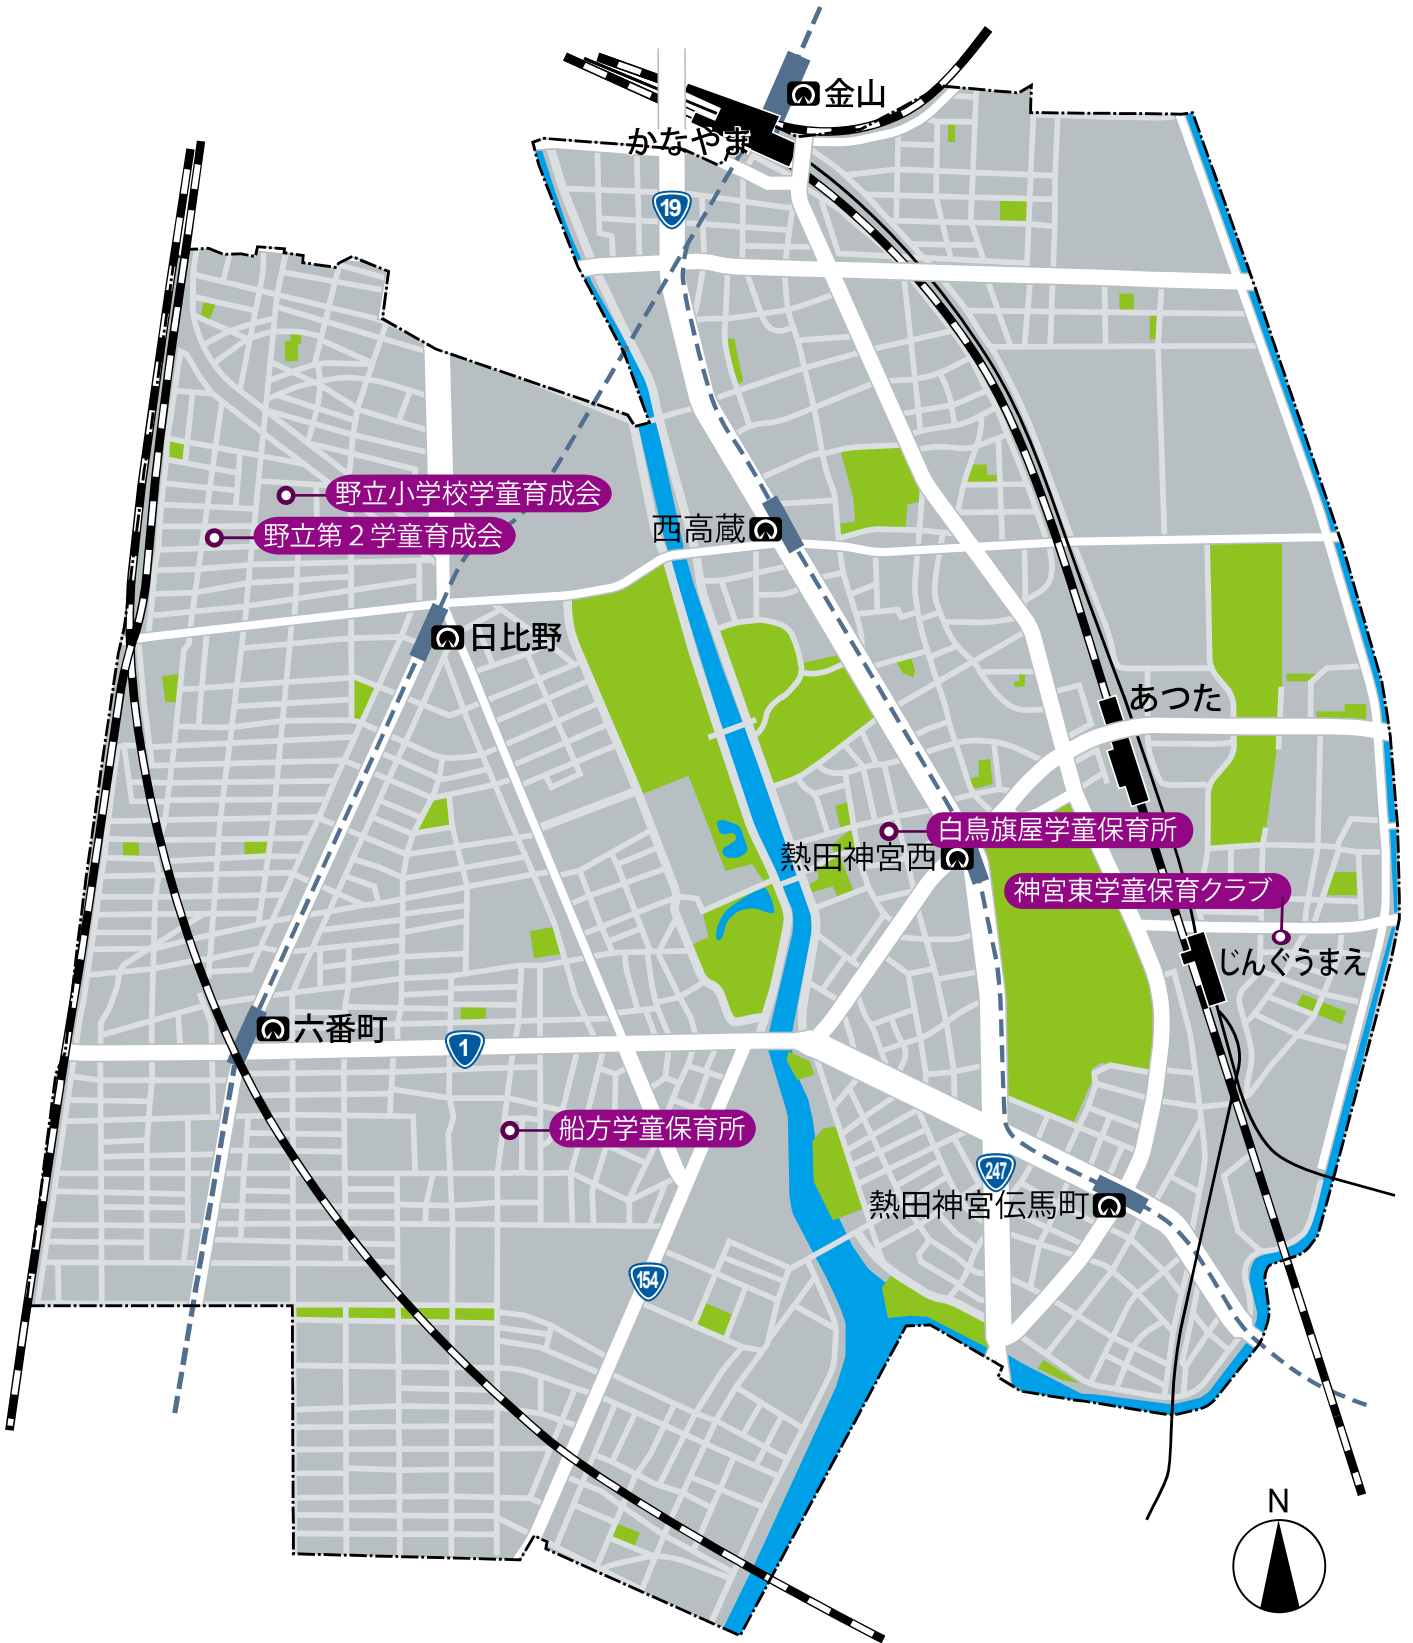 金山
かなやま
19
野立小学校学童育成会
野立第２学童育成会
西高蔵
日比野
あつた
白鳥旗屋学童保育所
熱田神宮西
神宮東学童保育クラブ
じんぐうまえ
六番町
1
船方学童保育所
247
熱田神宮伝馬町
154
N